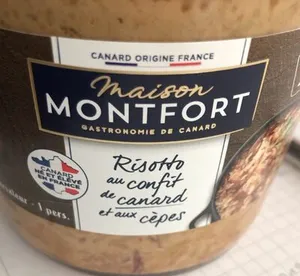 CANARD ORIGINE FRANCE
Maison
MONTFORT
GASTRONOMIE DE CANARD
Risotto
au confit
de canard
et aux cèpes
CANARD
NÉ ET ÉLEVÉ
EN FRANCE
1 pers.